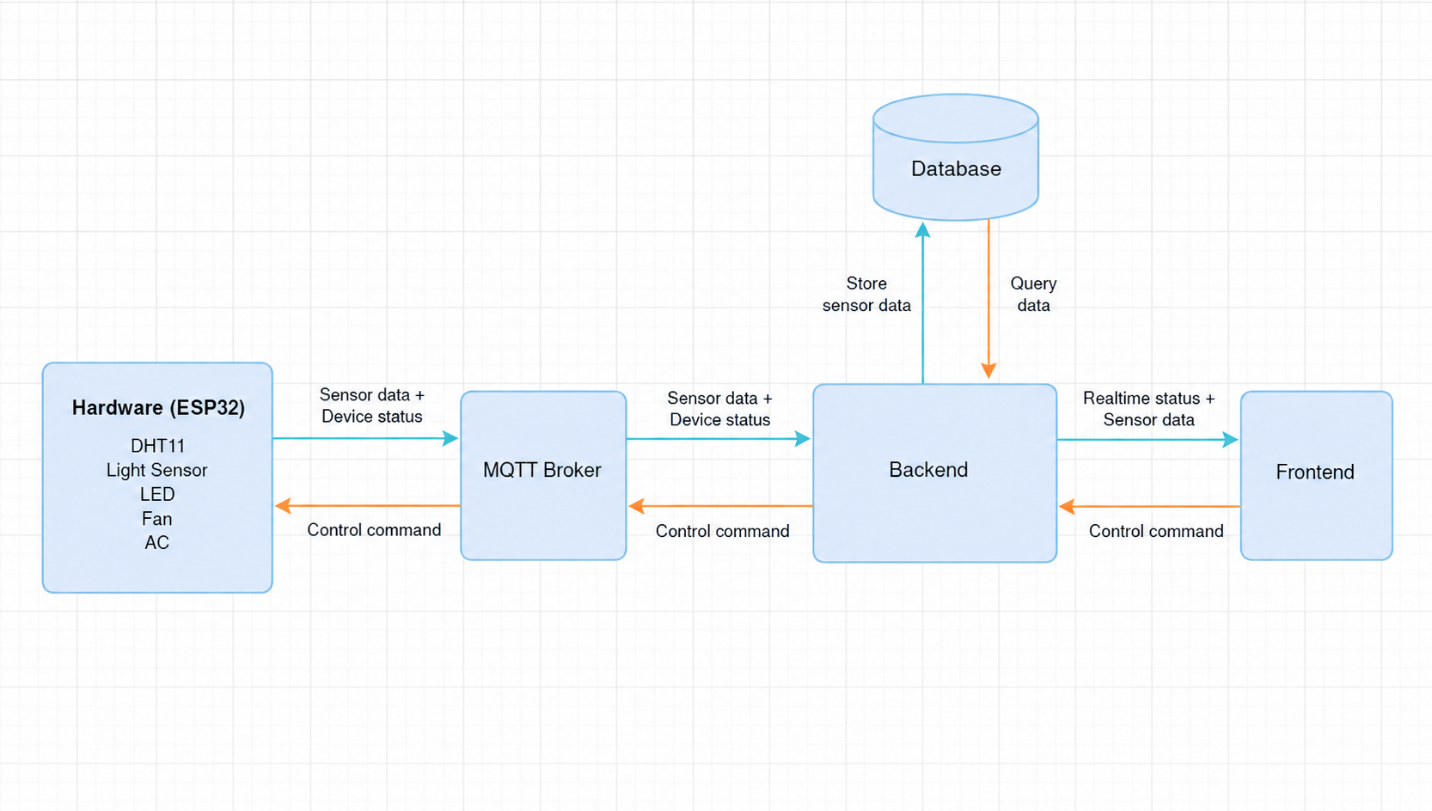 Database
Store
sensor data
Query
data
Hardware (ESP32)
DHT11
Light Sensor
LED
Fan
AC
Sensor data +
Device status
Control command
MQTT Broker
Sensor data +
Device status
Control command
Backend
Realtime status +
Sensor data
Control command
Frontend